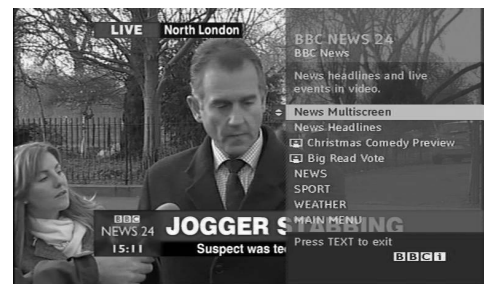 LIVE North London
BBC NEWS 24
BBC News
News headlines and live
events in video.
News Multiscreen
News Headlines
Christmas Comedy Preview
Big Read Vote
NEWS
SPORT
WEATHER
MAIN MENU
Press TEXT to exit
BBCi
BBC
NEWS 24
15:11
JOGGER STABBING
Suspect was